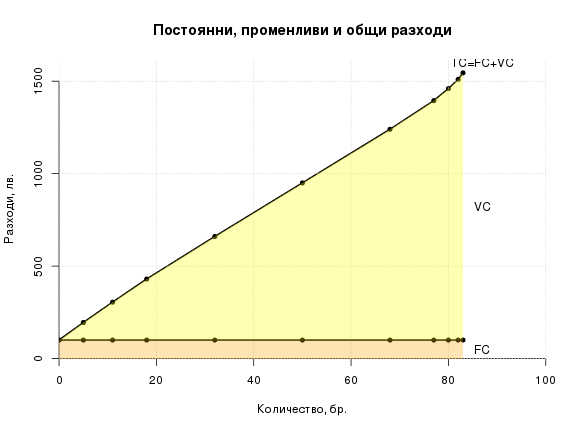 Постоянни, променливи и общи разходи
TC=FC+VC
1500
1000
500
0
Разходи, лв.
VC
FC
0 20 40 60 80 100
Количество, бр.